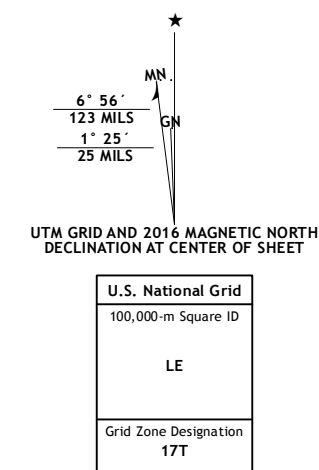 ★
MN
6° 56´
123 MILS
GN
1° 25´
25 MILS
UTM GRID AND 2016 MAGNETIC NORTH
DECLINATION AT CENTER OF SHEET
U.S. National Grid
100,000-m Square ID
LE
Grid Zone Designation
17T